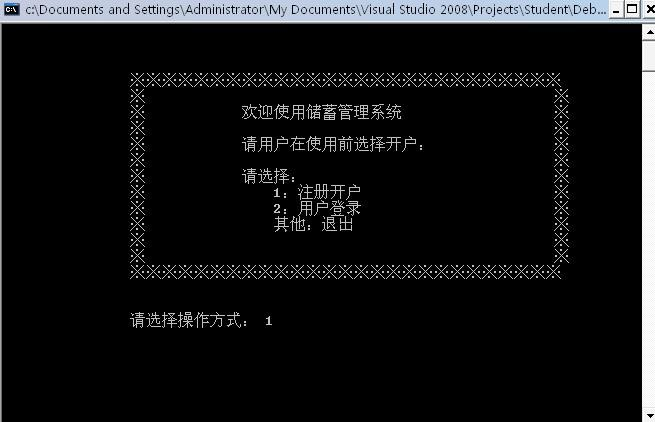 c:\Documents and Settings\Administrator\My Documents\Visual Studio 2008\Projects\Student\Deb...
欢迎使用储蓄管理系统
请用户在使用前选择开户：
请选择：
1：注册开户
2：用户登录
其他：退出
请选择操作方式： 1